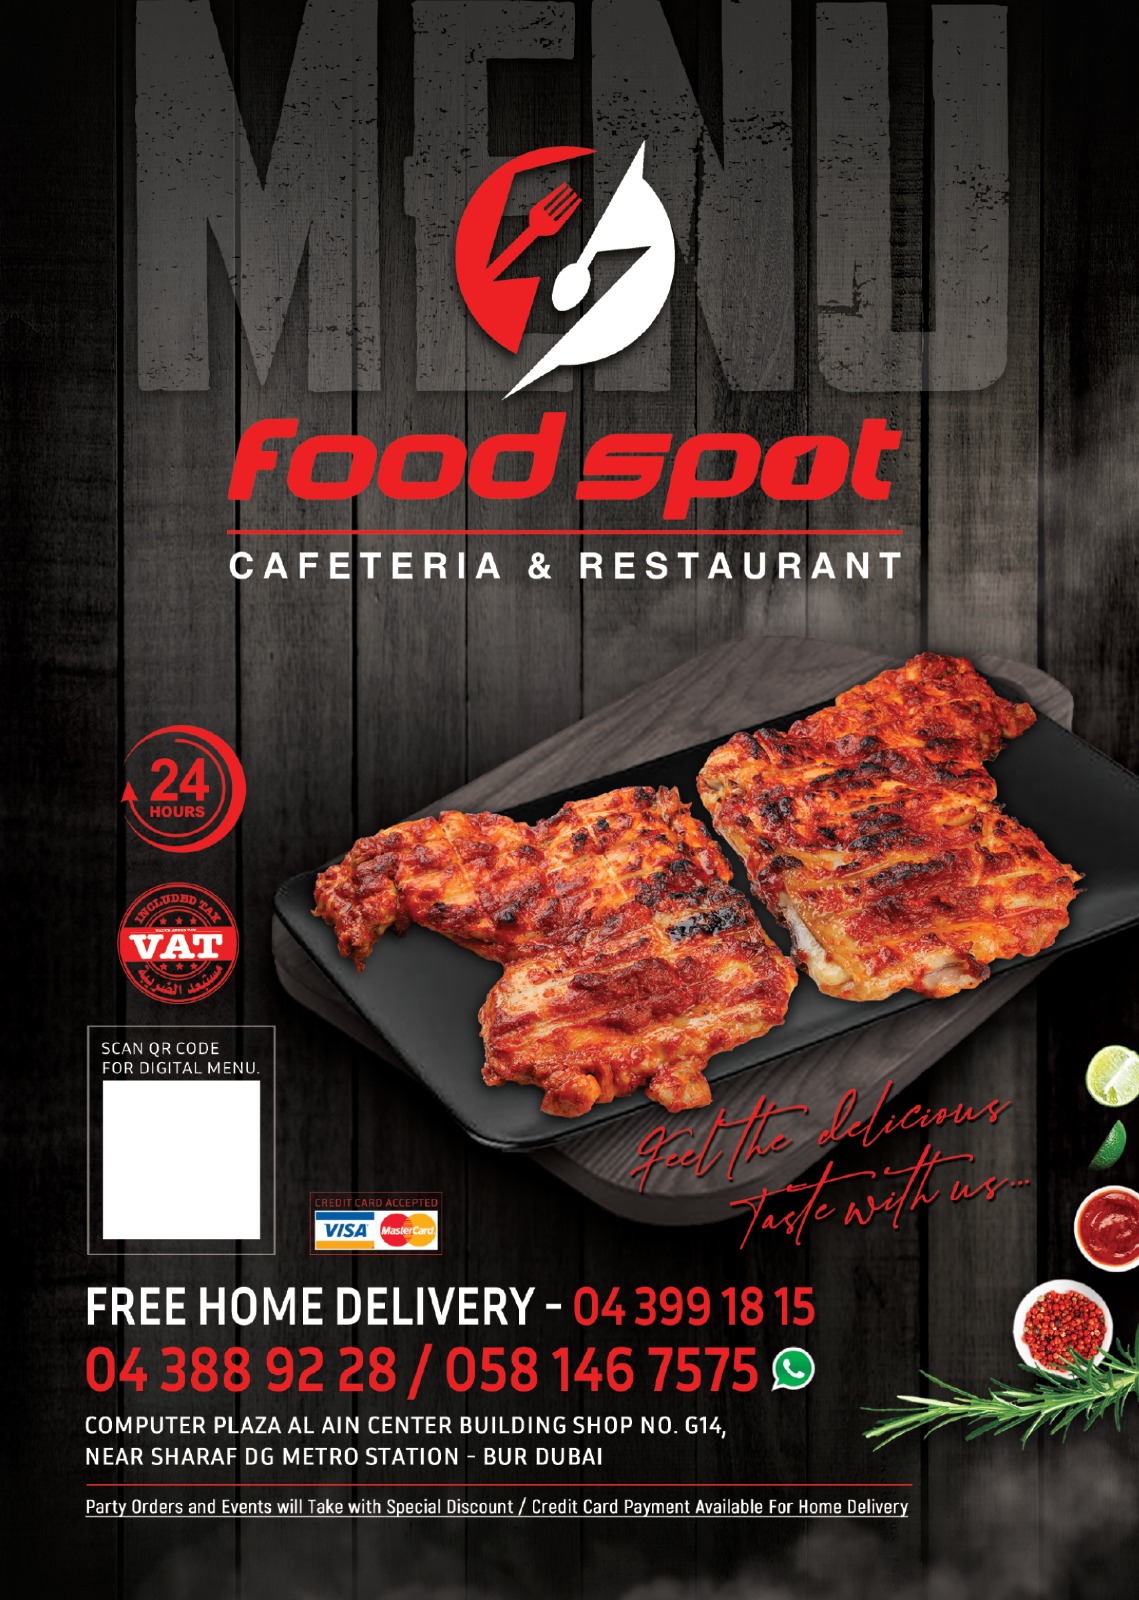 MENU
food spot
CAFETERIA & RESTAURANT
24
HOURS
INCLUDED TAX
VAT
SCAN QR CODE
FOR DIGITAL MENU.
Feel the delicious
Taste with us...
CREDIT CARD ACCEPTED
VISA MasterCard
FREE HOME DELIVERY - 04 399 18 15
04 388 92 28 / 058 146 7575
COMPUTER PLAZA AL AIN CENTER BUILDING SHOP NO. G14,
NEAR SHARAF DG METRO STATION - BUR DUBAI
Party Orders and Events will Take with Special Discount / Credit Card Payment Available For Home Delivery